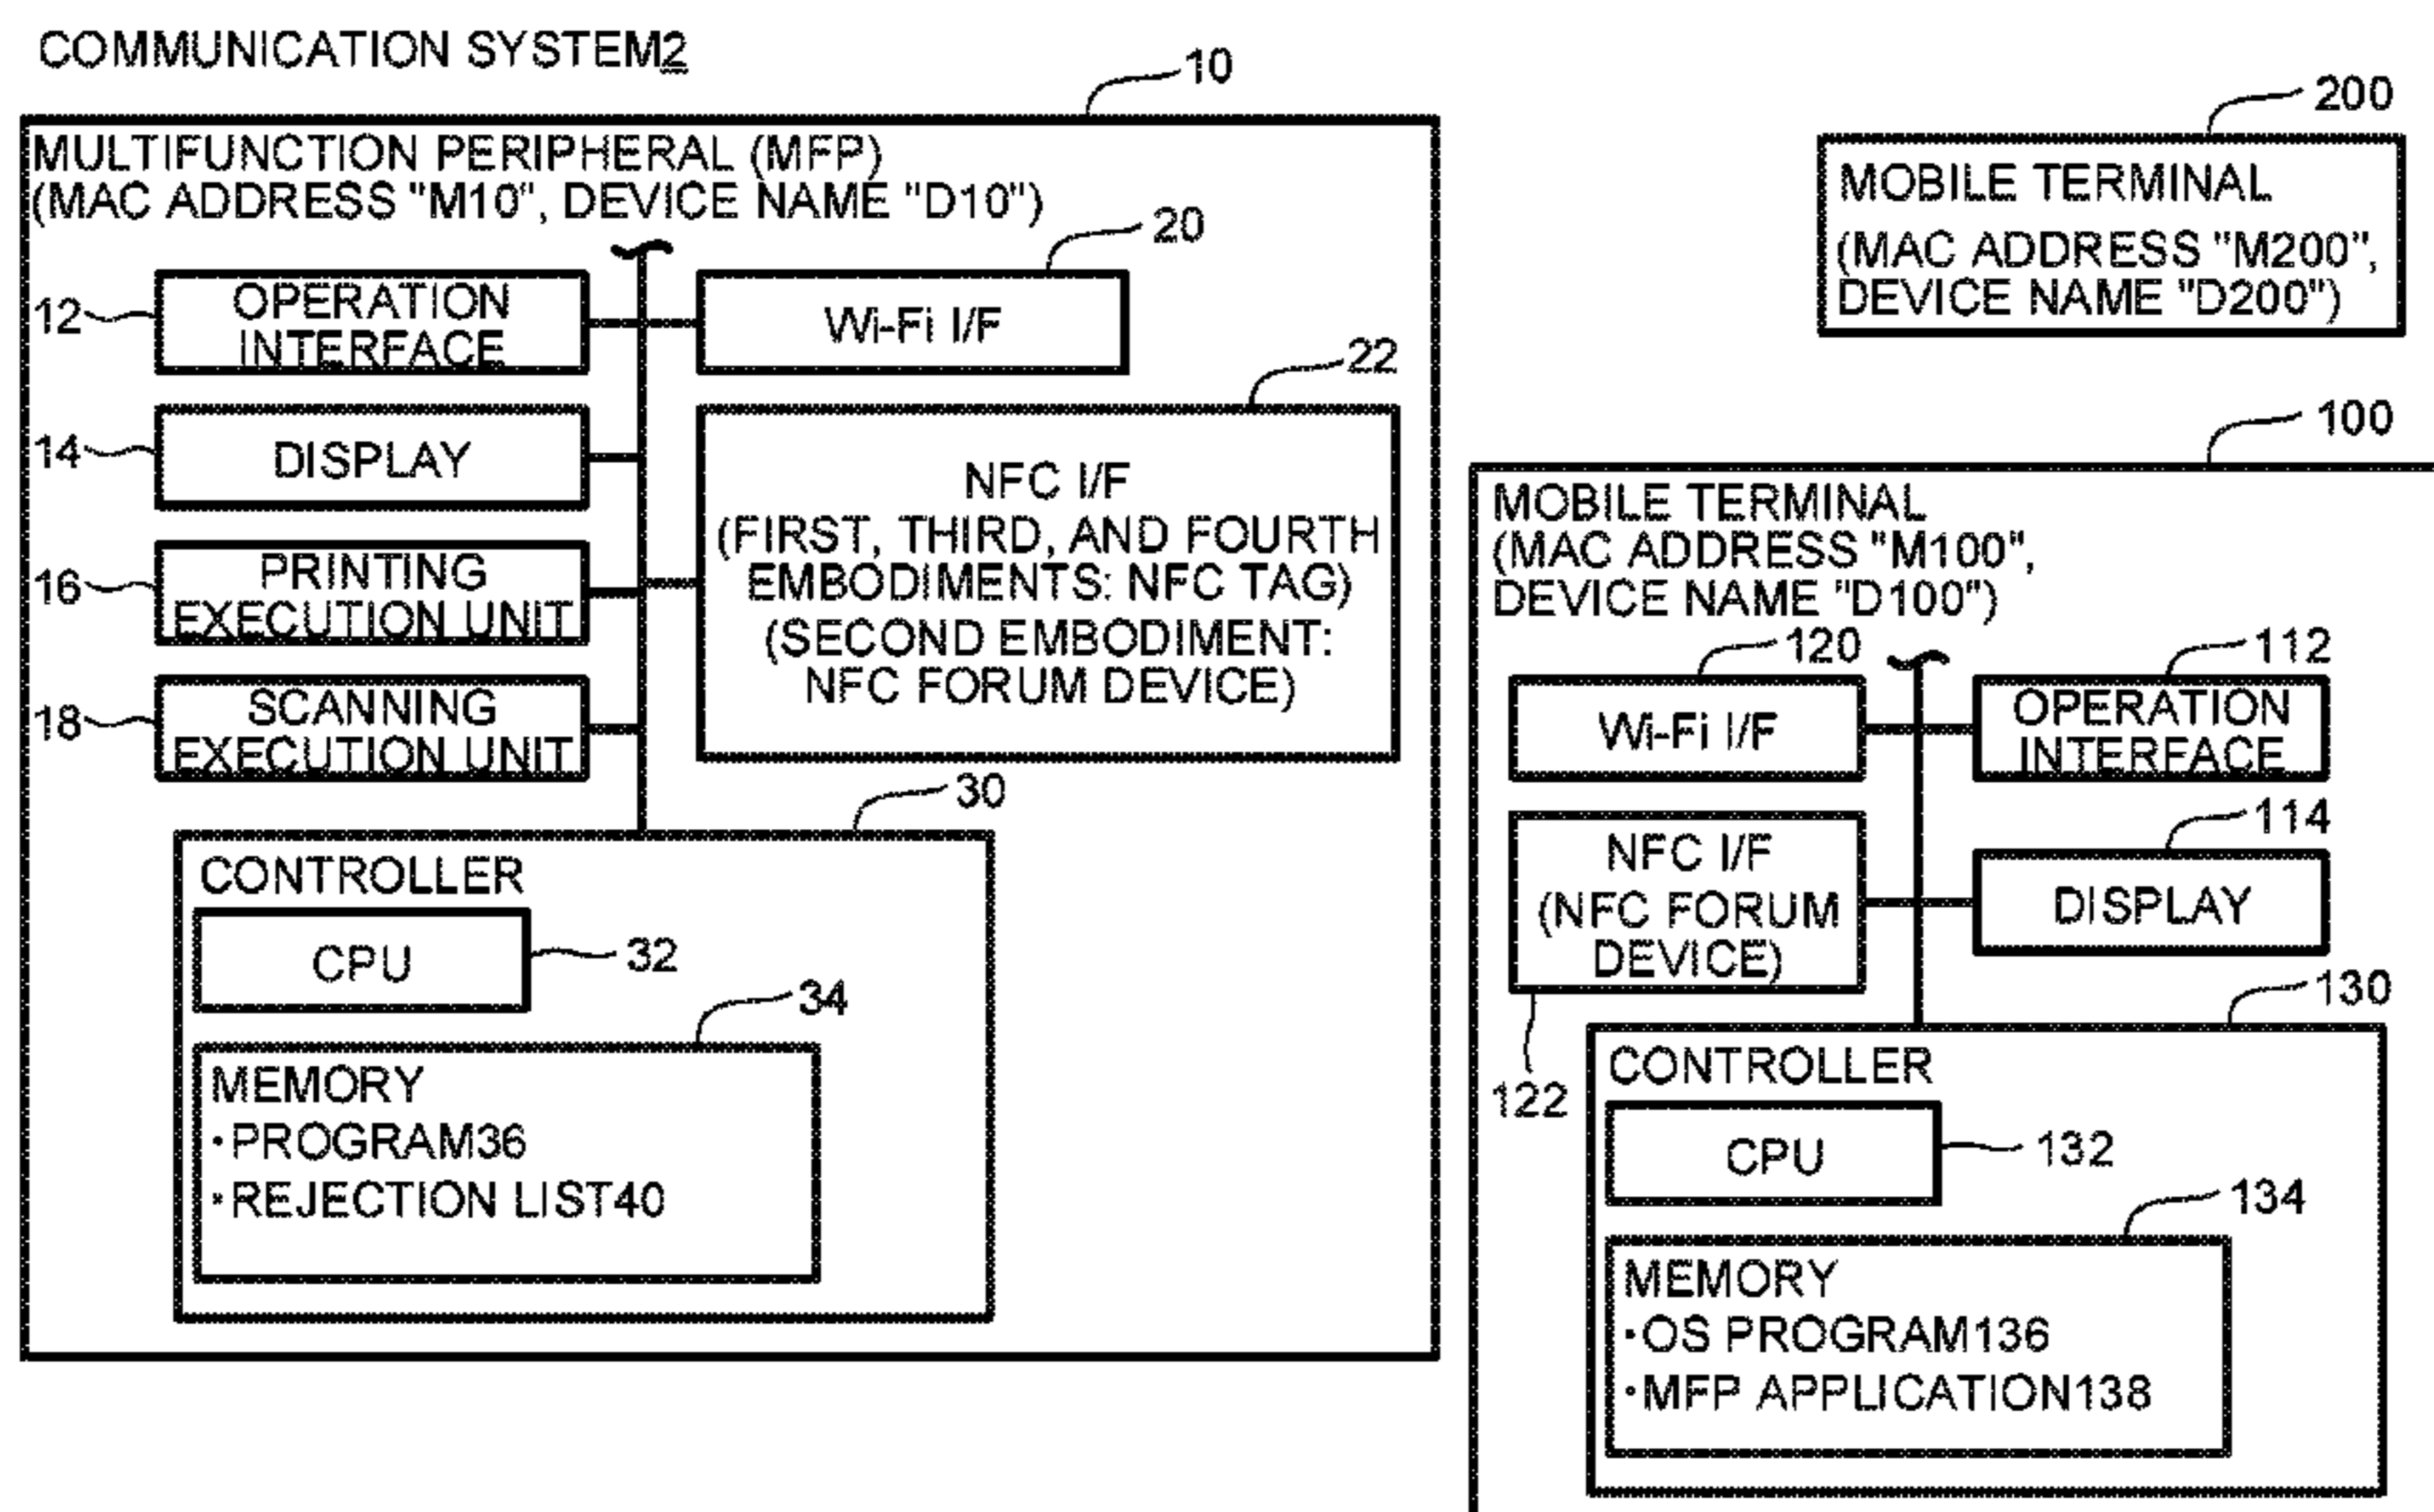 COMMUNICATION SYSTEM2
10
MULTIFUNCTION PERIPHERAL (MFP)
(MAC ADDRESS "M10", DEVICE NAME "D10")
20
12
OPERATION
INTERFACE
Wi-Fi I/F
22
14
DISPLAY
NFC I/F
(FIRST, THIRD, AND FOURTH
EMBODIMENTS: NFC TAG)
(SECOND EMBODIMENT:
NFC FORUM DEVICE)
16
PRINTING
EXECUTION UNIT
18
SCANNING
EXECUTION UNIT
30
CONTROLLER
CPU
32
34
MEMORY
·PROGRAM36
·REJECTION LIST40
200
MOBILE TERMINAL
(MAC ADDRESS "M200",
DEVICE NAME "D200")
100
MOBILE TERMINAL
(MAC ADDRESS "M100",
DEVICE NAME "D100")
120
112
Wi-Fi I/F
OPERATION
INTERFACE
114
NFC I/F
(NFC FORUM
DEVICE)
DISPLAY
122
130
CONTROLLER
CPU
132
134
MEMORY
·OS PROGRAM136
·MFP APPLICATION138